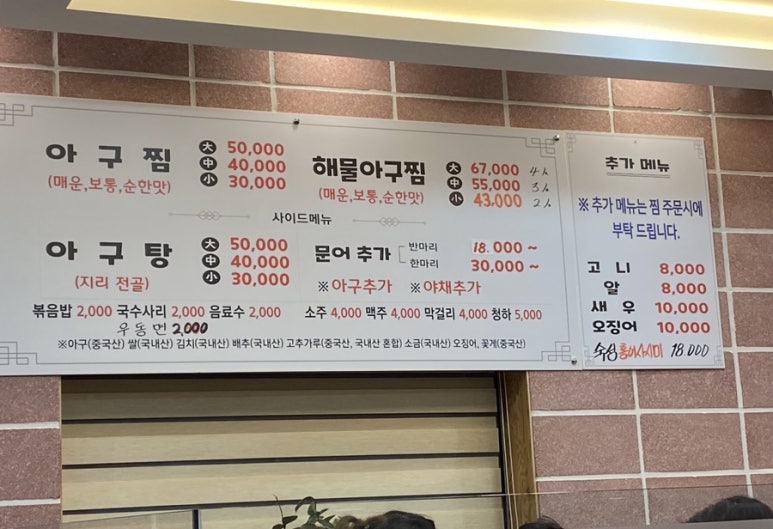 아구찜
(매운,보통,순한맛)
大 50,000
中 40,000
小 30,000
해물아구찜
(매운,보통,순한맛)
大 67,000 4人
中 55,000 3人
小 43.000 2人
사이드메뉴
아구탕
(지리 전골)
大 50,000
中 40,000
小 30,000
문어 추가
반마리 18.000 ~
한마리 30,000 ~
※아구추가 ※야채추가
볶음밥 2,000 국수사리 2,000 음료수 2,000
우동면 2,000
소주 4,000 맥주 4,000 막걸리 4,000 청하 5,000
※아구(중국산) 쌀(국내산) 김치(국내산) 배추(국내산) 고추가루(중국산, 국내산 혼합) 소금(국내산) 오징어, 꽃게(중국산)
추가 메뉴
※ 추가 메뉴는 찜 주문시에
부탁 드립니다.
고니 8,000
알 8,000
새우 10,000
오징어 10,000
홍어사시미 18.000